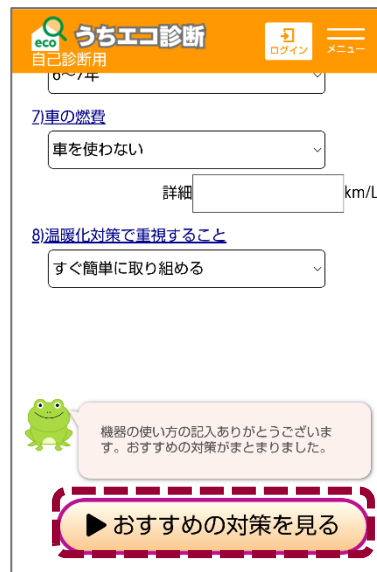 eco うちエコ診断
自己診断用
ログイン
メニュー
6〜7年
7)車の燃費
車を使わない
詳細 km/L
8)温暖化対策で重視すること
すぐ簡単に取り組める
機器の使い方の記入ありがとうございま
す。おすすめの対策がまとまりました。
▶おすすめの対策を見る